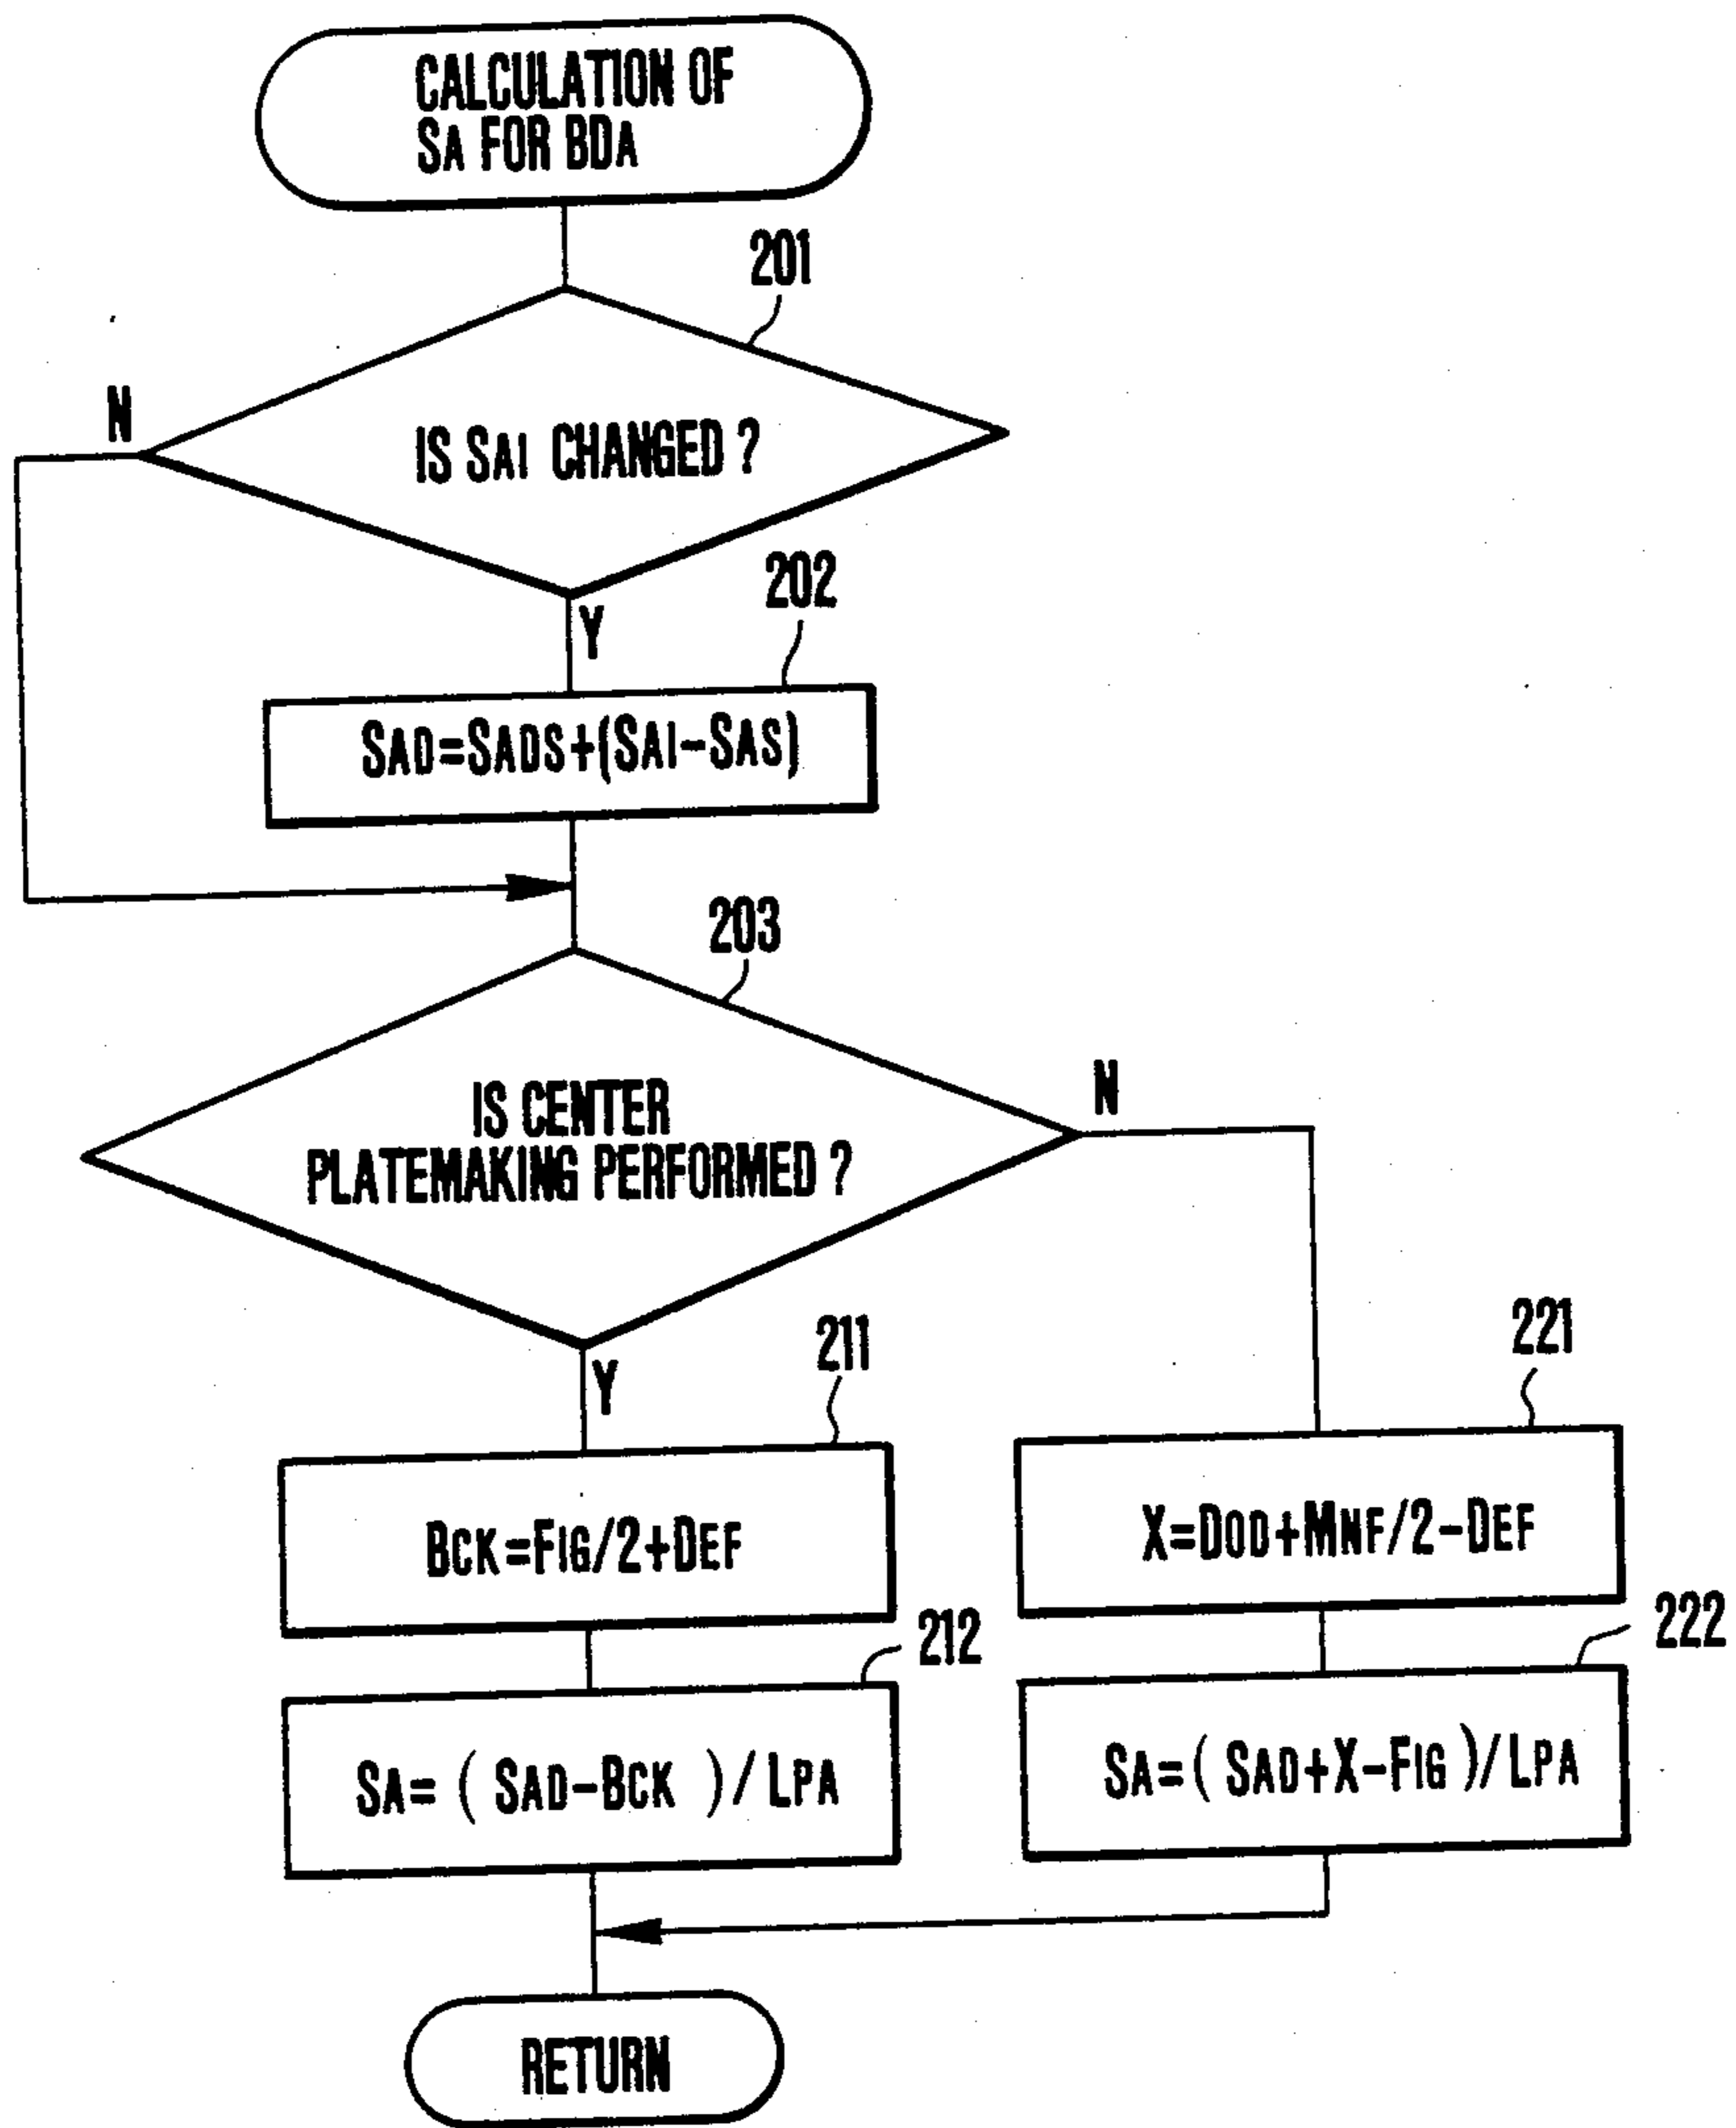 CALCULATION OF
SA FOR BDA
201
N
IS SAI CHANGED ?
202
Y
SAD=SADS+(SAI-SAS)
203
IS CENTER
PLATEMAKING PERFORMED ?
N
211
221
Y
BCK=FIG/2+DEF
X=DOD+MNF/2-DEF
212
222
SA= ( SAD-BCK ) / LPA
SA=( SAD+X-FIG ) / LPA
RETURN